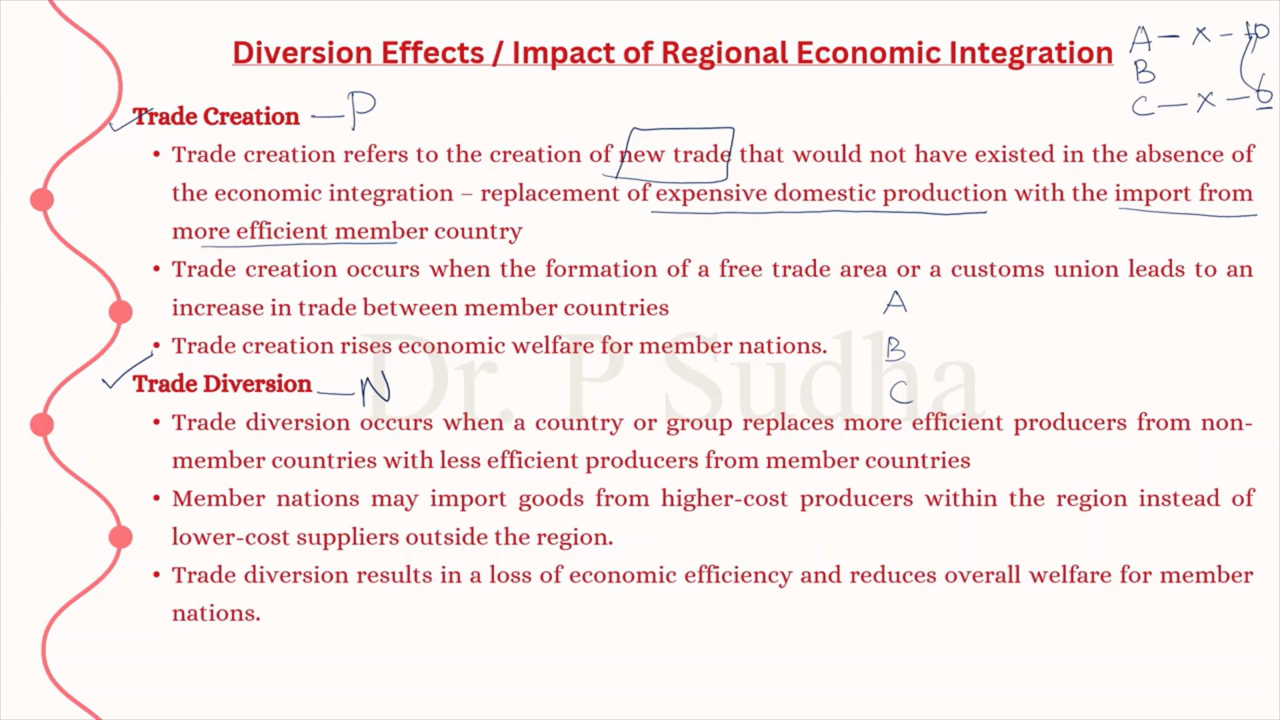 Diversion Effects / Impact of Regional Economic Integration
A – x – 10
B
C – x – 6
Trade Creation — P
• Trade creation refers to the creation of new trade that would not have existed in the absence of
the economic integration – replacement of expensive domestic production with the import from
more efficient member country
• Trade creation occurs when the formation of a free trade area or a customs union leads to an
increase in trade between member countries
A
• Trade creation rises economic welfare for member nations.
B
Trade Diversion — N
C
Dr. P Sudha
• Trade diversion occurs when a country or group replaces more efficient producers from non-
member countries with less efficient producers from member countries
• Member nations may import goods from higher-cost producers within the region instead of
lower-cost suppliers outside the region.
• Trade diversion results in a loss of economic efficiency and reduces overall welfare for member
nations.